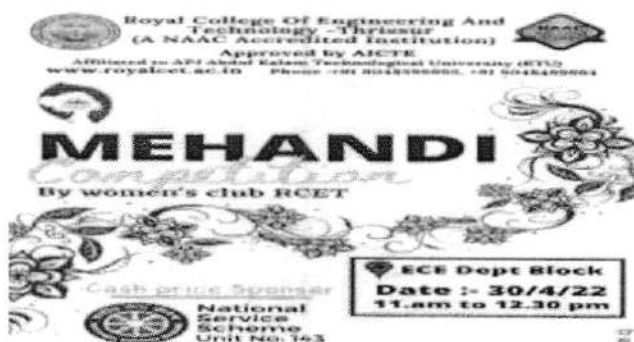 Royal College Of Engineering And
Technology -Thrissur
(A NAAC Accredited Institution)
Approved by AICTE
Affiliated to APJ Abdul Kalam Technological University (KTU)
www.royalcet.ac.in Phone
MEHANDI
Competition
By women's club RCET
Cash price Sponser
National
Service
Scheme
Unit No: 143
ECE Dept Block
Date :- 30/4/22
11.am to 12.30 pm